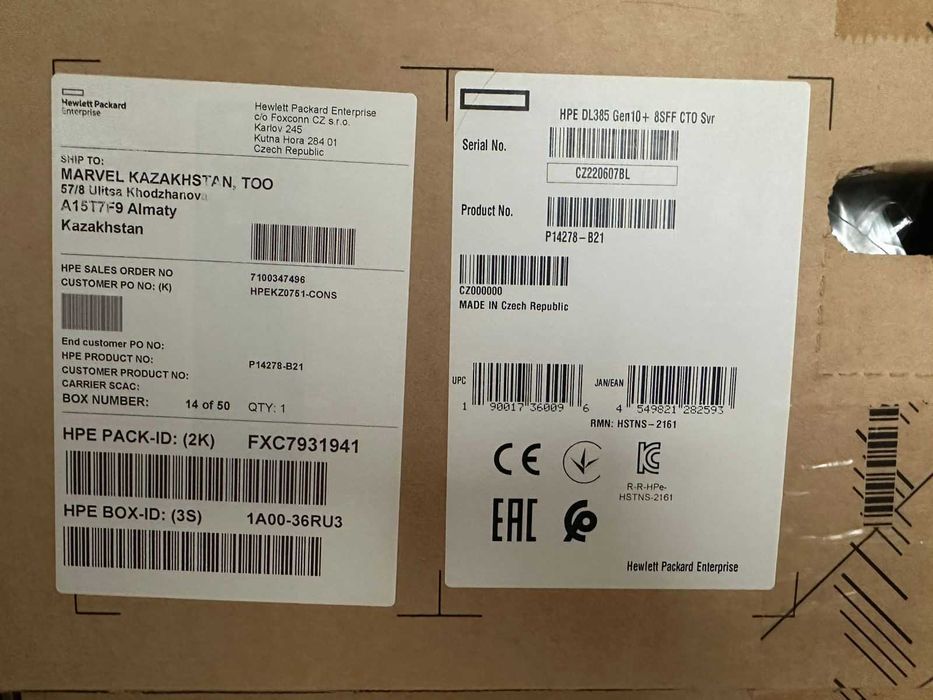 Hewlett Packard
Enterprise
Hewlett Packard Enterprise
c/o Foxconn CZ s.r.o.
Karlov 245
Kutna Hora 284 01
Czech Republic
SHIP TO:
MARVEL KAZAKHSTAN, TOO
57/8 Ulitsa Khodzhanova
A15T7F9 Almaty
Kazakhstan
HPE SALES ORDER NO 7100347496
CUSTOMER PO NO: (K) HPEKZ0751-CONS
End customer PO NO:
HPE PRODUCT NO: P14278-B21
CUSTOMER PRODUCT NO:
CARRIER SCAC:
BOX NUMBER: 14 of 50 QTY: 1
HPE PACK-ID: (2K) FXC7931941
HPE BOX-ID: (3S) 1A00-36RU3
HPE DL385 Gen10+ 8SFF CTO Svr
Serial No.
CZ220607BL
Product No.
P14278-B21
CZ000000
MADE IN Czech Republic
UPC 1 90017 36009 6
JAN/EAN 4 549821 282593
RMN: HSTNS-2161
CE
R-R-HPe-
HSTNS-2161
EAC
Hewlett Packard Enterprise